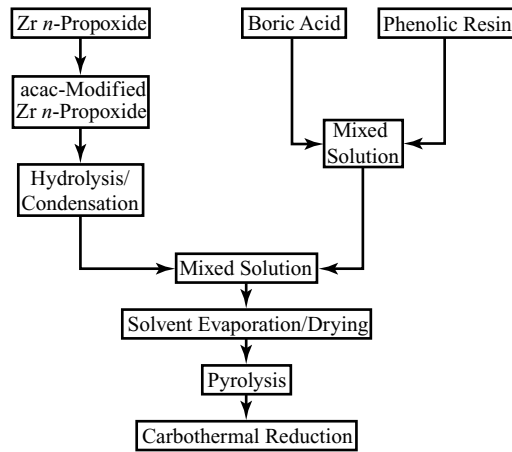 Zr n-Propoxide
Boric Acid
Phenolic Resin
acac-Modified
Zr n-Propoxide
Mixed
Solution
Hydrolysis/
Condensation
Mixed Solution
Solvent Evaporation/Drying
Pyrolysis
Carbothermal Reduction